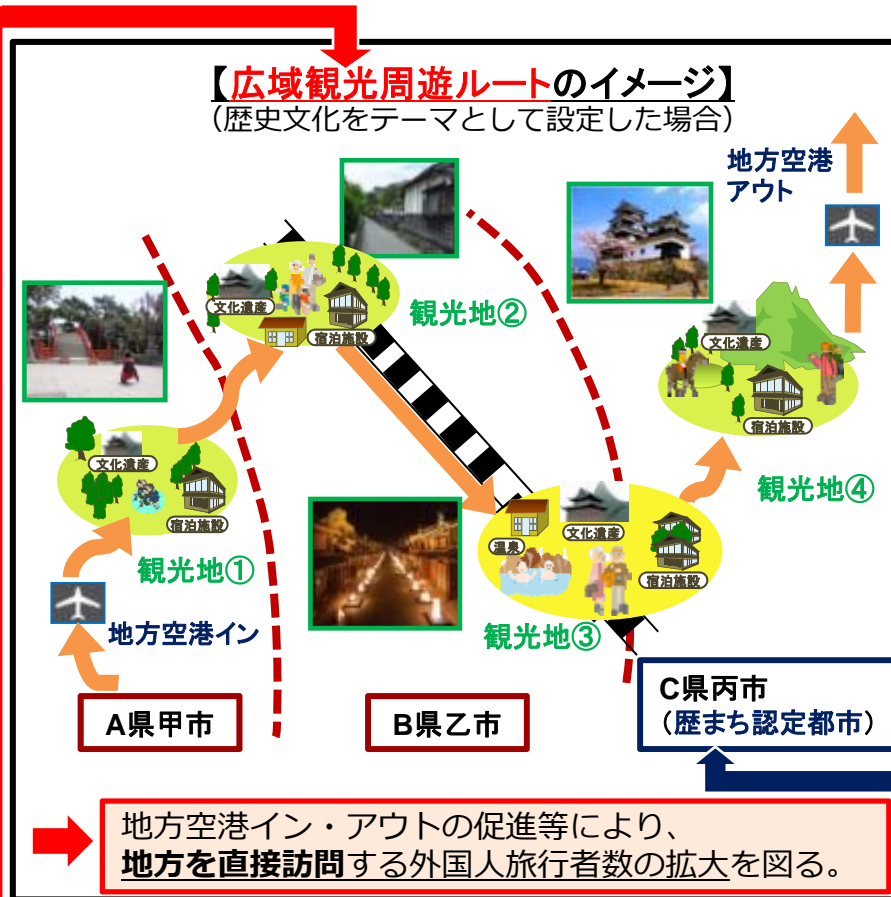 【広域観光周遊ルートのイメージ】
（歴史文化をテーマとして設定した場合）
地方空港
アウト
文化遺産
宿泊施設
観光地②
文化遺産
宿泊施設
観光地④
文化遺産
宿泊施設
観光地①
地方空港イン
温泉
文化遺産
宿泊施設
観光地③
A県甲市
B県乙市
C県丙市
（歴まち認定都市）
地方空港イン・アウトの促進等により、
地方を直接訪問する外国人旅行者数の拡大を図る。